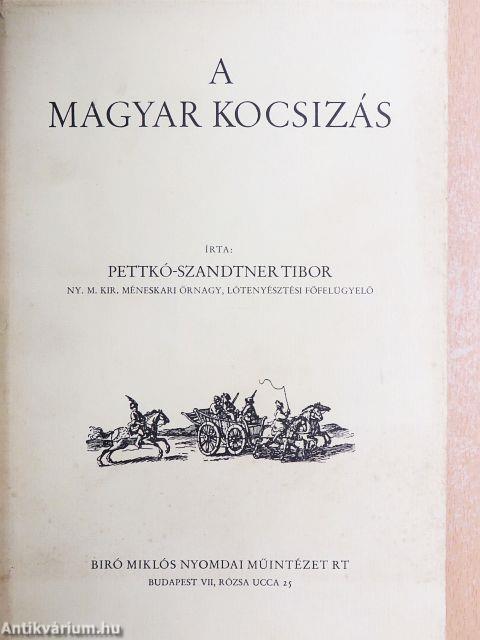 A
MAGYAR KOCSIZÁS
ÍRTA:
PETTKÓ-SZANDTNER TIBOR
NY. M. KIR. MÉNESKARI ŐRNAGY, LÓTENYÉSZTÉSI FŐFELÜGYELŐ
BIRÓ MIKLÓS NYOMDAI MŰINTÉZET RT
BUDAPEST VII, RÓZSA UCCA 25
Antikvárium.hu